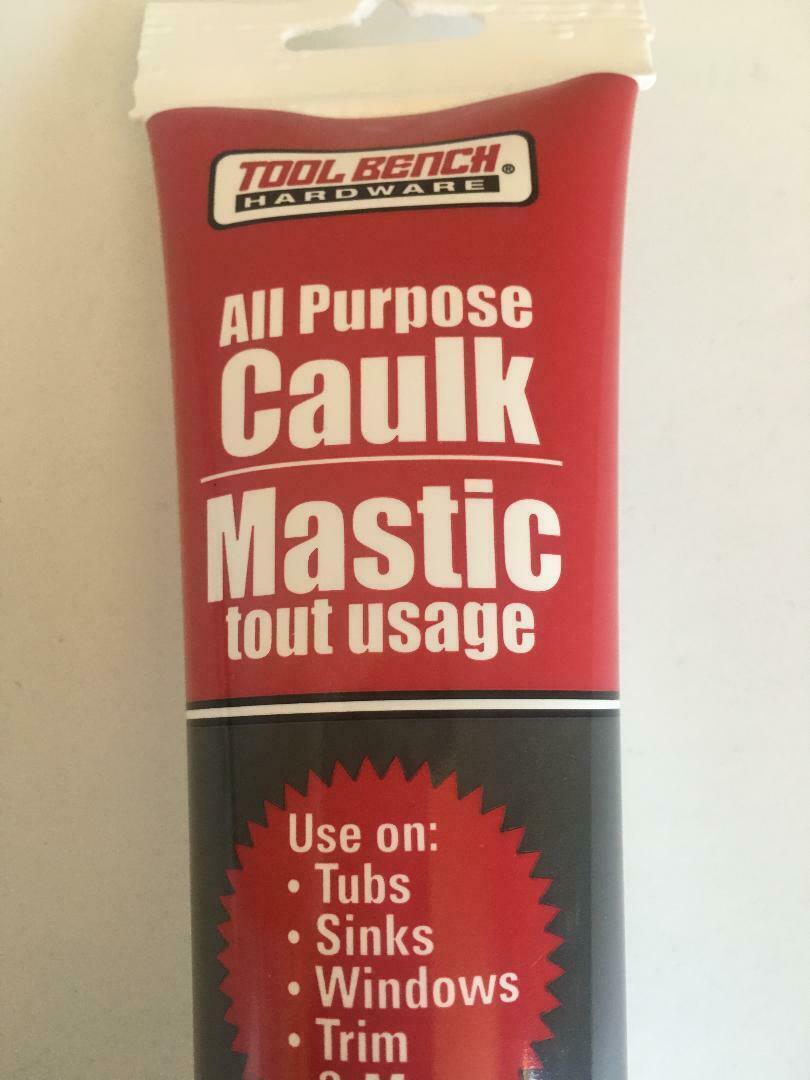 TOOL BENCH®
HARDWARE
All Purpose
Caulk
Mastic
tout usage
Use on:
• Tubs
• Sinks
• Windows
• Trim